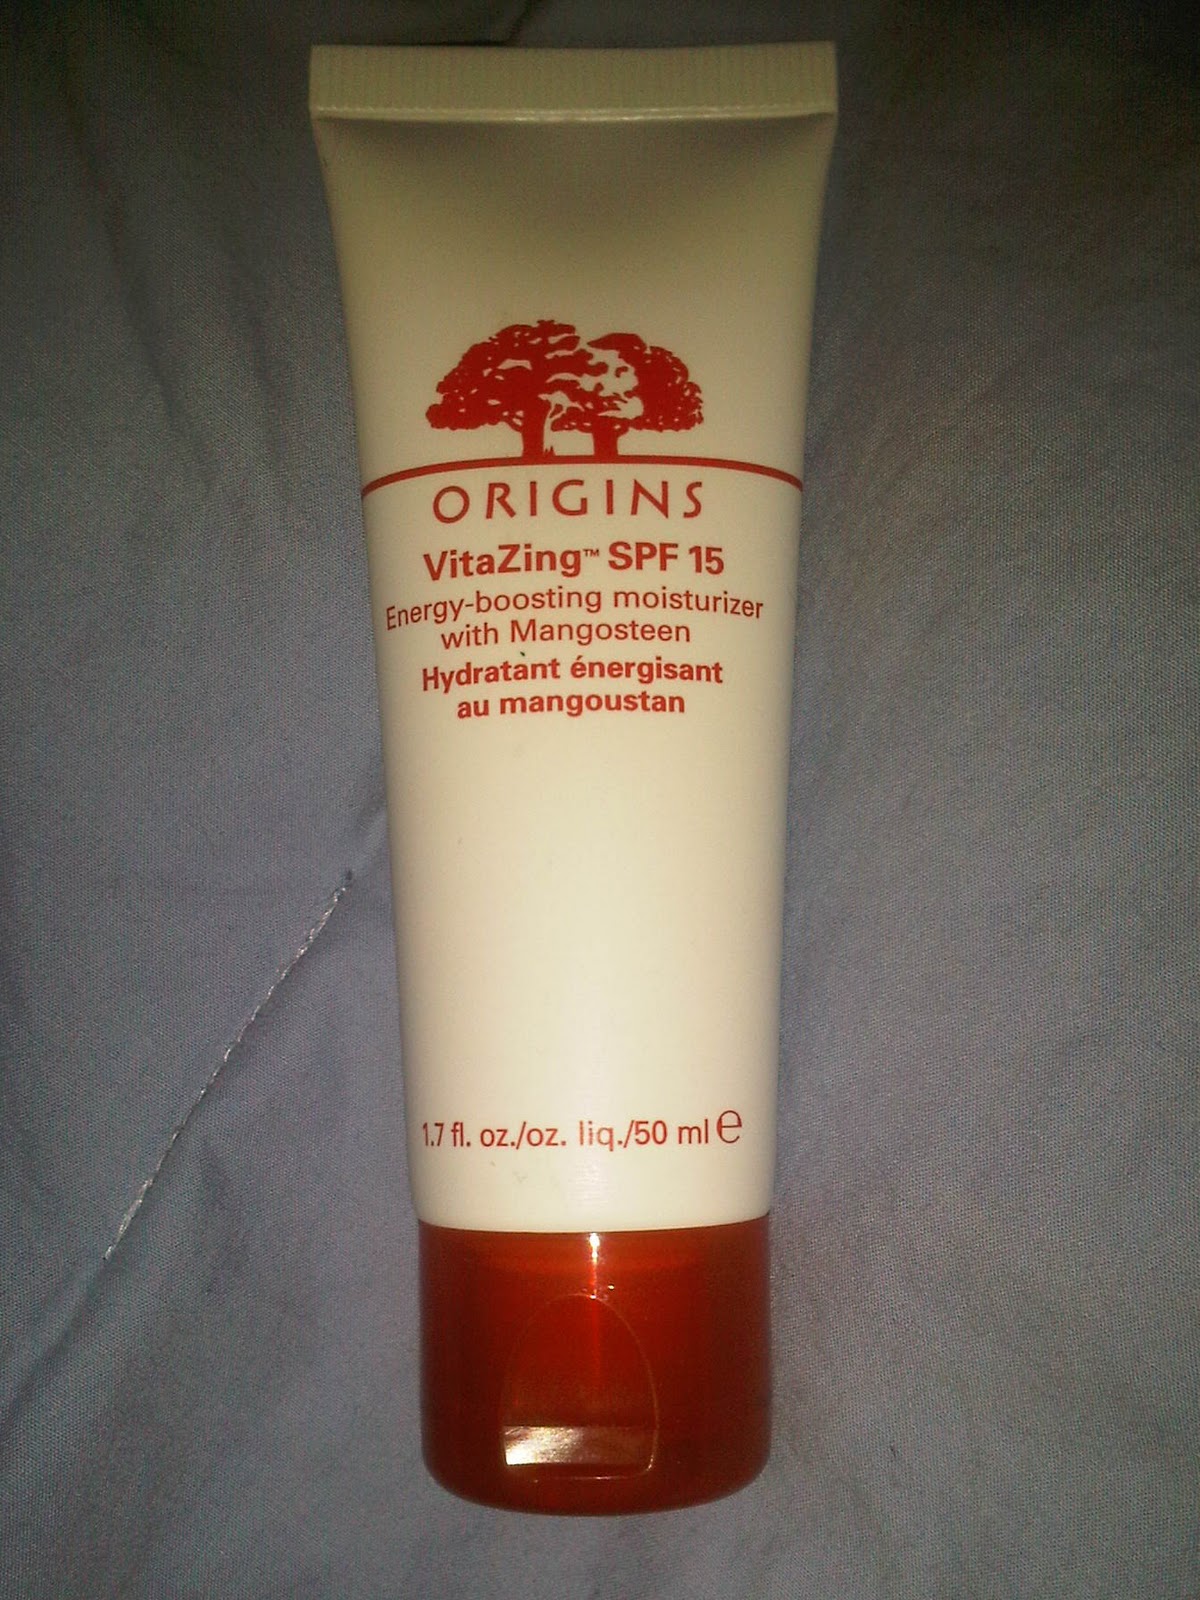 ORIGINS
VitaZing™ SPF 15
Energy-boosting moisturizer
with Mangosteen
Hydratant énergisant
au mangoustan
1.7 fl. oz./oz. liq./50 ml ℮